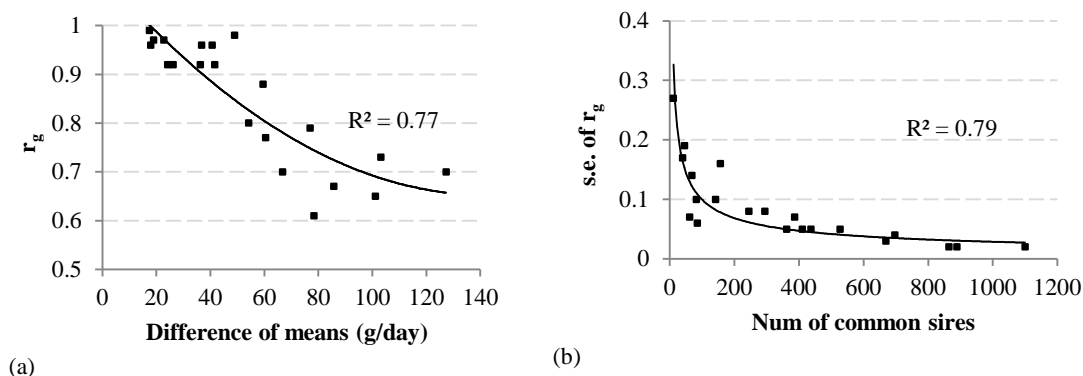 1
0.9
0.8
0.7
0.6
0.5
r_g
R² = 0.77
0 20 40 60 80 100 120 140
Difference of means (g/day)
(a)
0.4
0.3
0.2
0.1
0
s.e. of r_g
R² = 0.79
0 200 400 600 800 1000 1200
Num of common sires
(b)